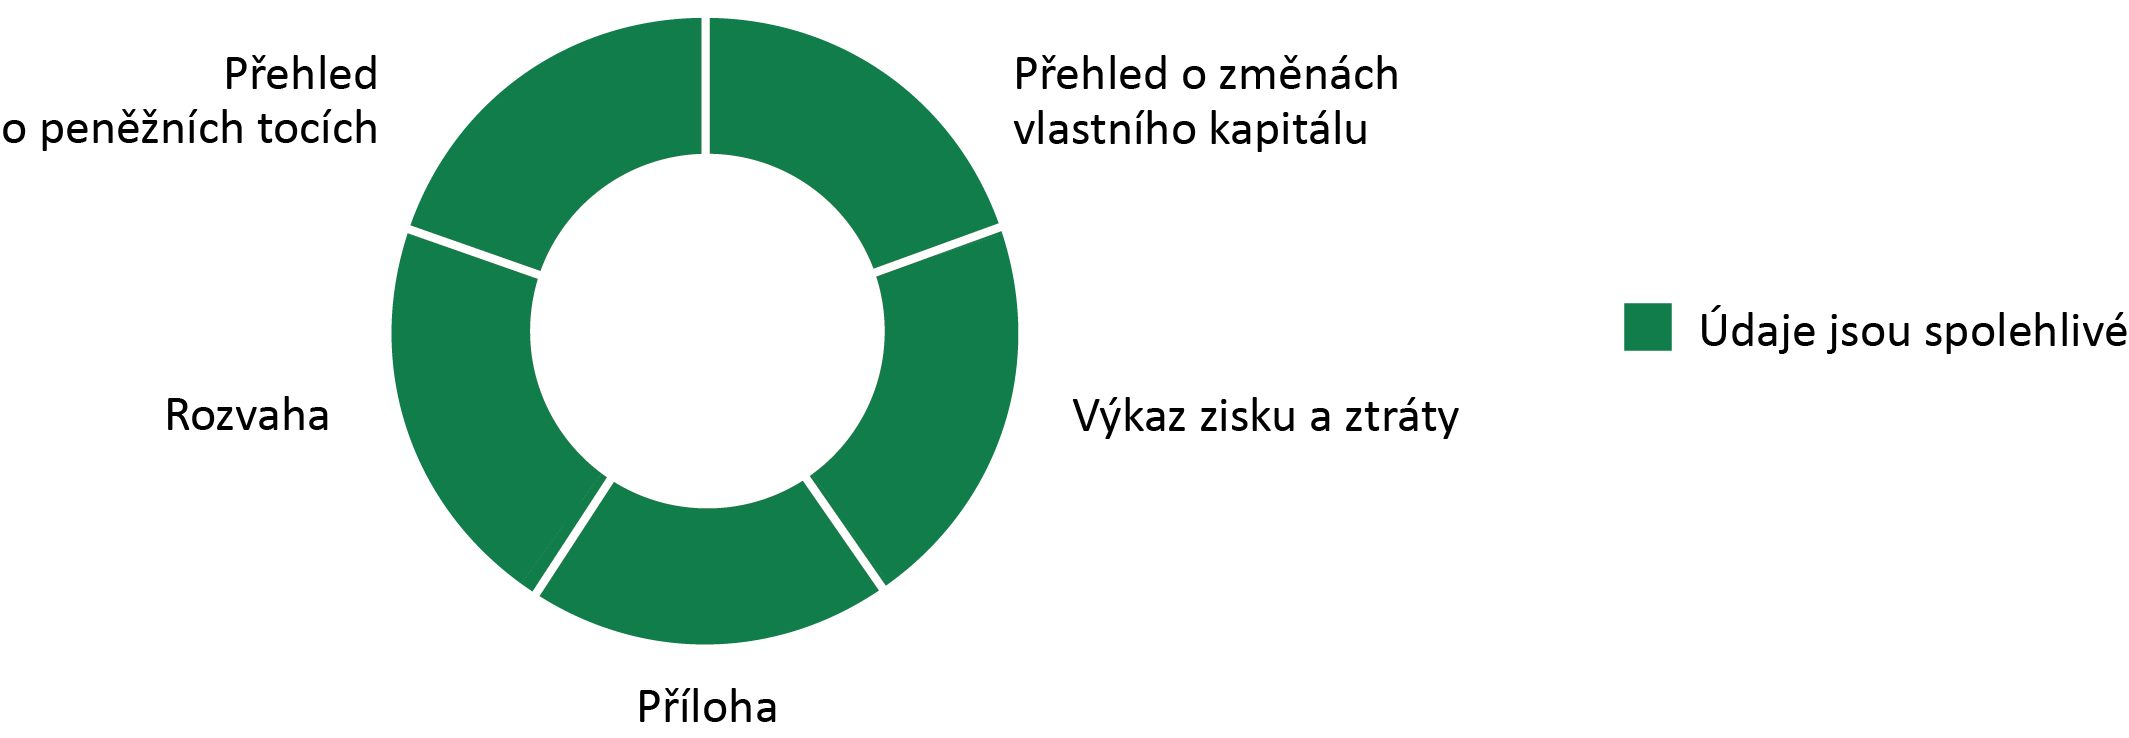 Přehled
o peněžních tocích
Přehled o změnách
vlastního kapitálu
Rozvaha
Výkaz zisku a ztráty
Příloha
Údaje jsou spolehlivé